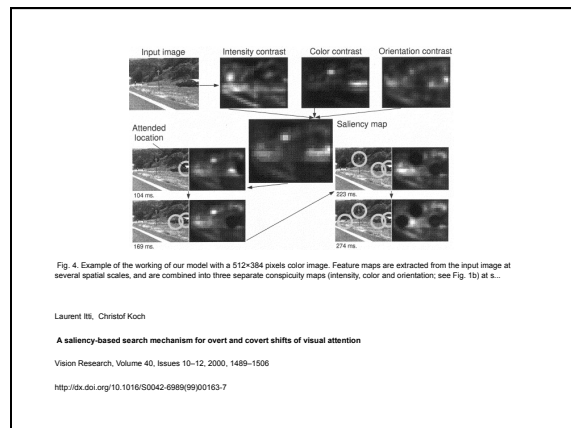 Input image
Intensity contrast
Color contrast
Orientation contrast
Attended
location
Saliency map
104 ms.
223 ms.
169 ms.
274 ms.
Fig. 4. Example of the working of our model with a 512×384 pixels color image. Feature maps are extracted from the input image at
several spatial scales, and are combined into three separate conspicuity maps (intensity, color and orientation; see Fig. 1b) at s...
Laurent Itti, Christof Koch
A saliency-based search mechanism for overt and covert shifts of visual attention
Vision Research, Volume 40, Issues 10–12, 2000, 1489–1506
http://dx.doi.org/10.1016/S0042-6989(99)00163-7